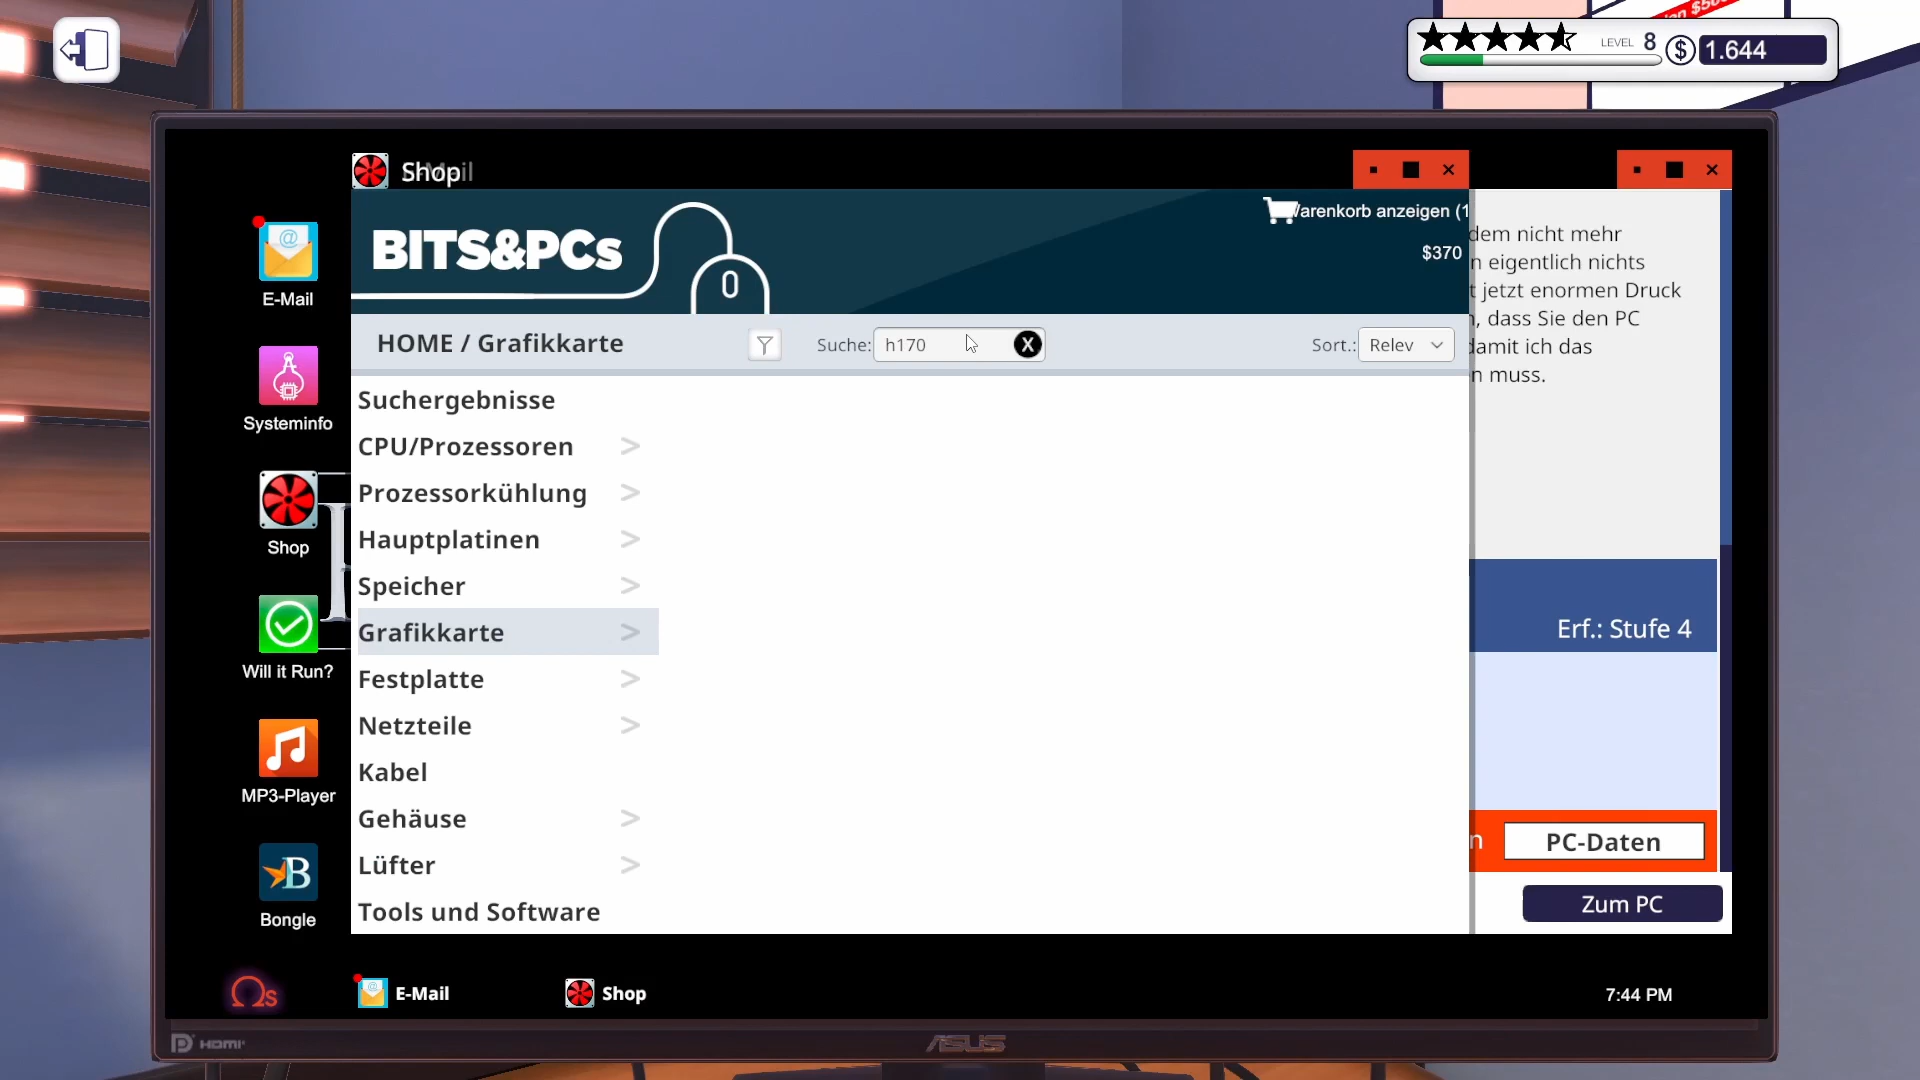 LEVEL 8
1.644
Shop
BITS&PCs
arenkorb anzeigen (1
$370
HOME / Grafikkarte
Suche: h170 X
Sort.: Relev
Suchergebnisse
CPU/Prozessoren >
Prozessorkühlung >
Hauptplatinen >
Speicher >
Grafikkarte >
Festplatte >
Netzteile >
Kabel
Gehäuse >
Lüfter >
Tools und Software
E-Mail
Systeminfo
Shop
Will it Run?
MP3-Player
Bongle
dem nicht mehr
n eigentlich nichts
t jetzt enormen Druck
, dass Sie den PC
damit ich das
n muss.
Erf.: Stufe 4
n
PC-Daten
Zum PC
E-Mail
Shop
7:44 PM
HDMI
ASUS